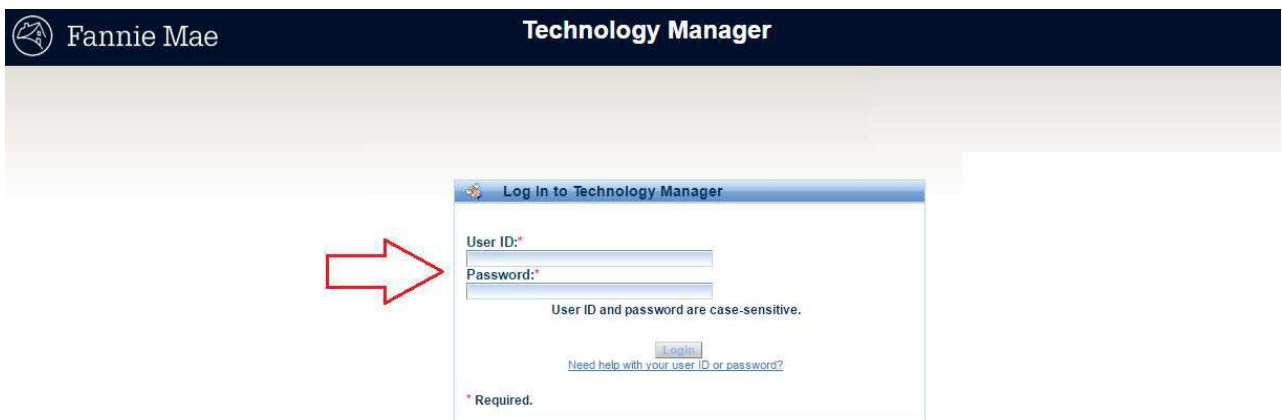 Fannie Mae
Technology Manager
Log In to Technology Manager
User ID:*
Password:*
User ID and password are case-sensitive.
Login
Need help with your user ID or password?
* Required.